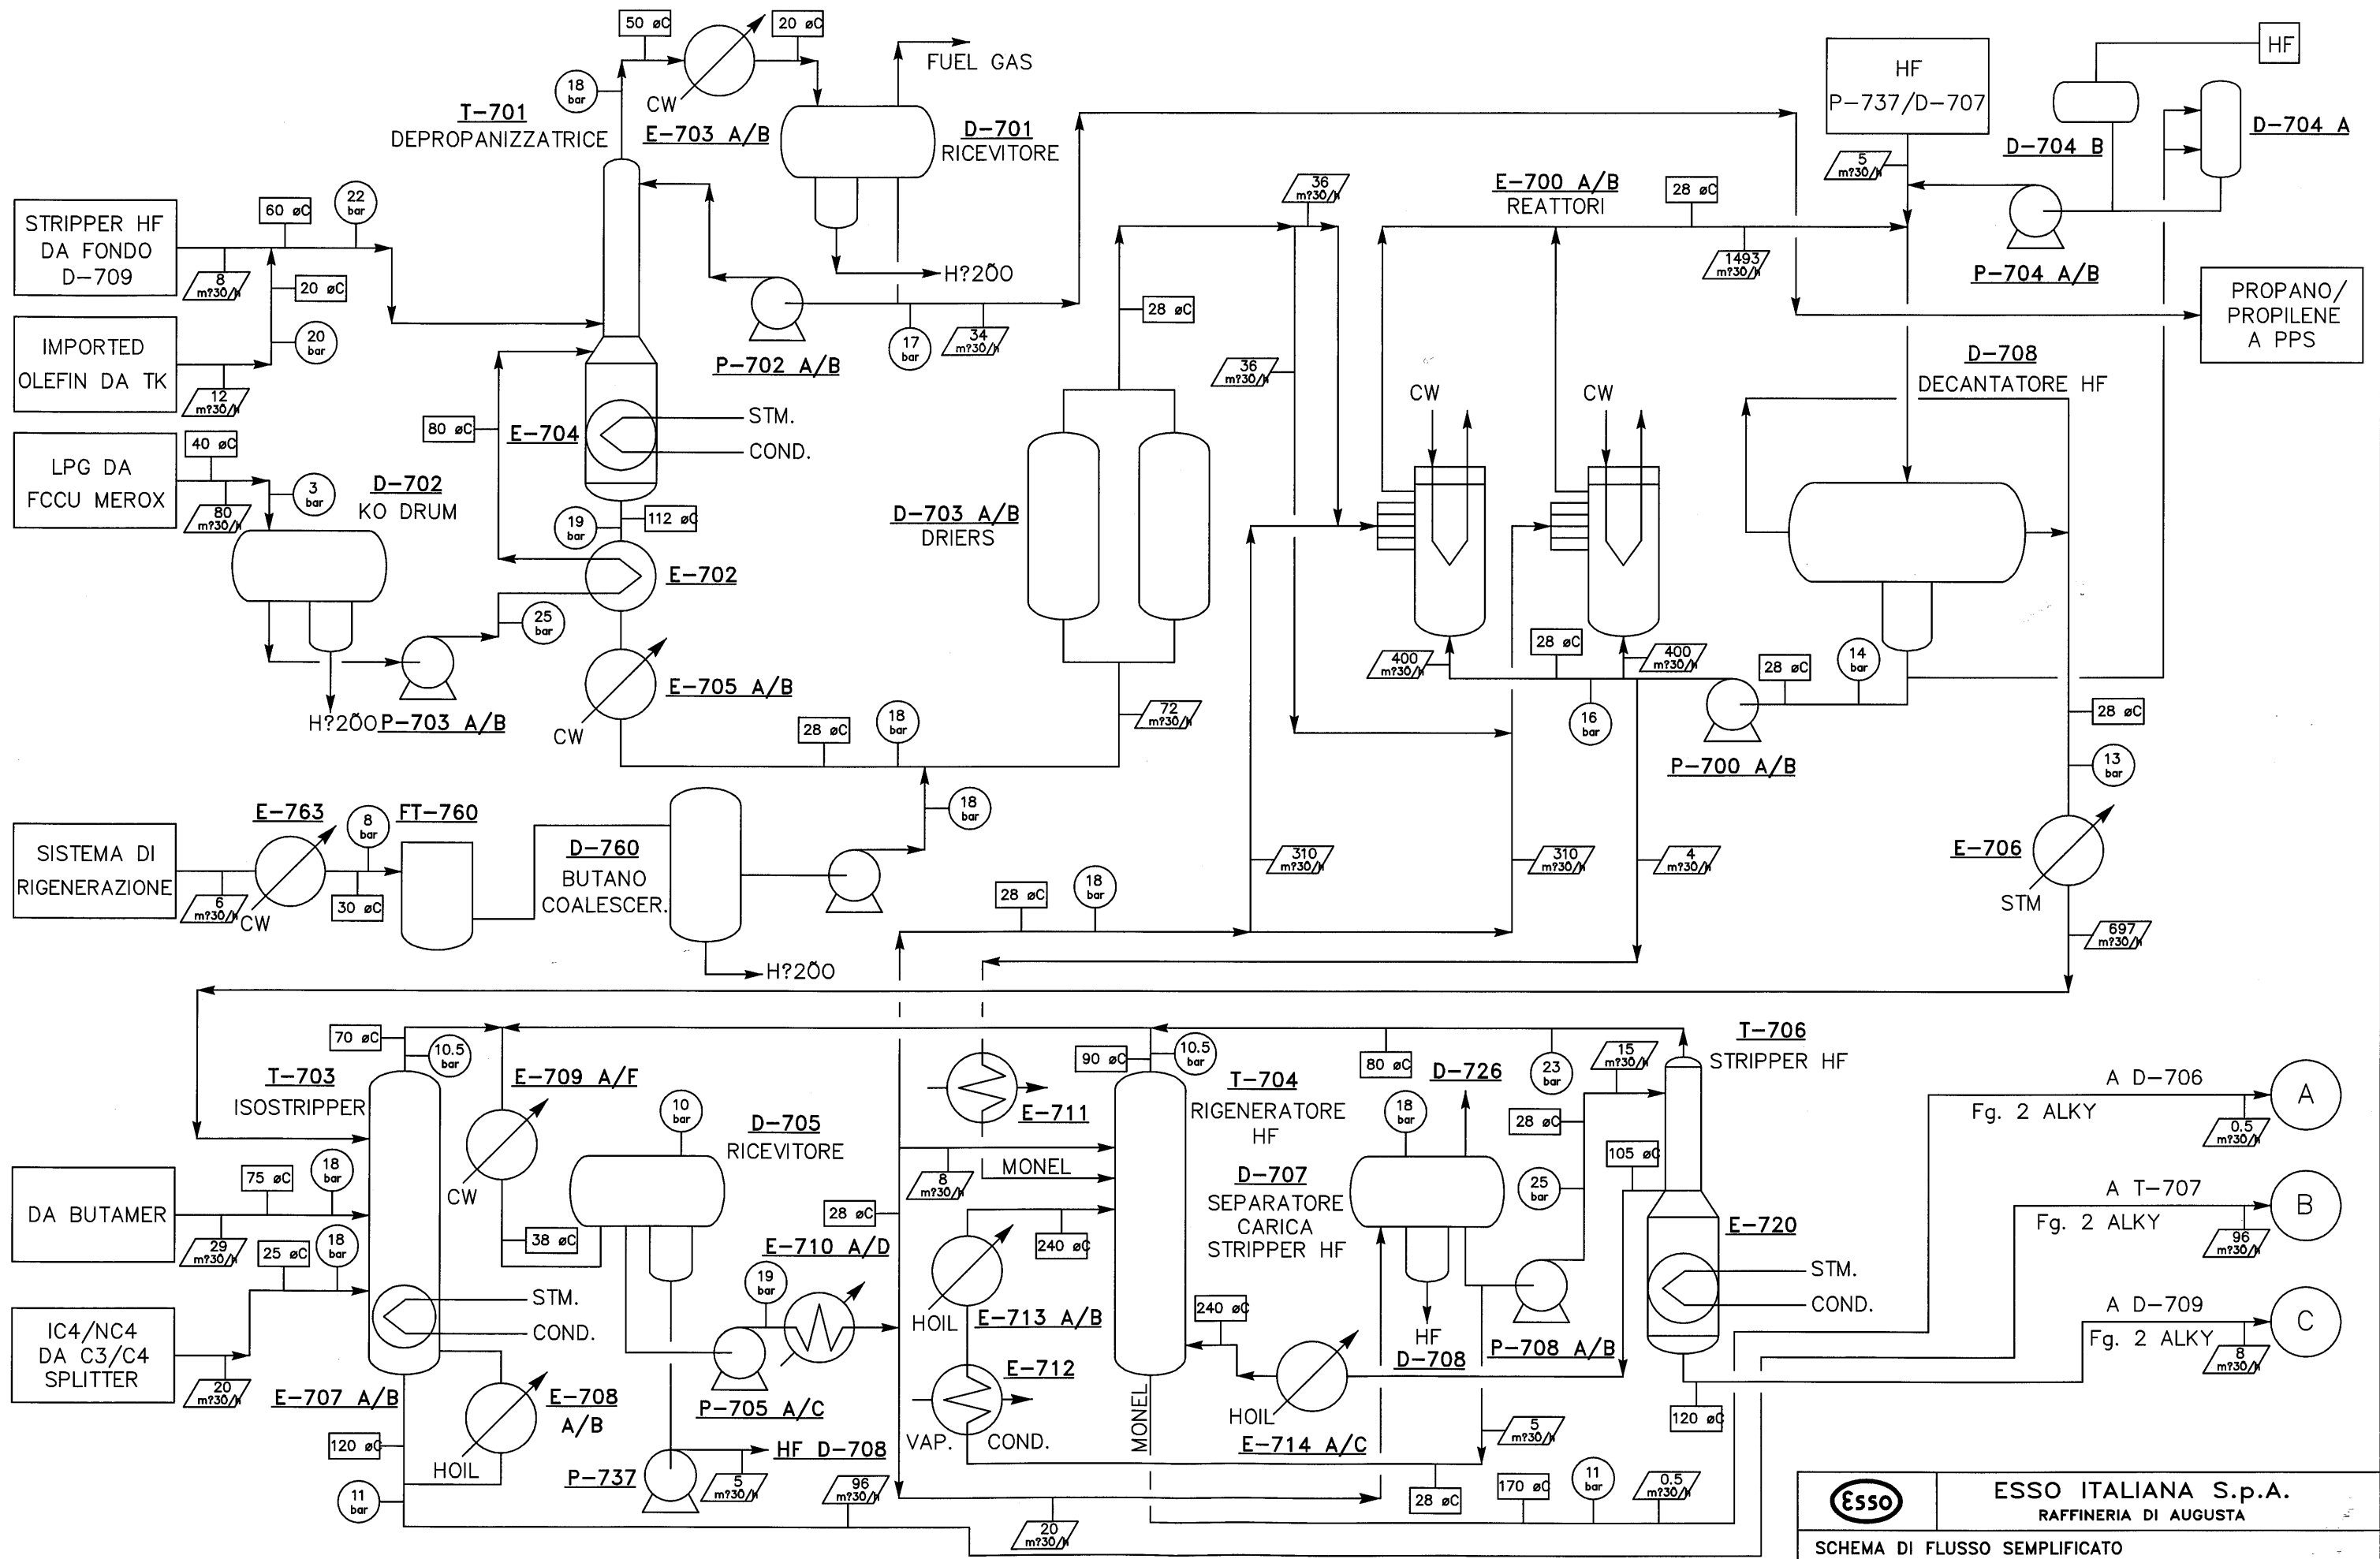 50 øC
20 øC
FUEL GAS
18
bar
CW
T-701
DEPROPANIZZATRICE
E-703 A/B
D-701
RICEVITORE
HF
P-737/D-707
HF
D-704 B
D-704 A
5
m?30/h
P-704 A/B
STRIPPER HF
DA FONDO
D-709
60 øC
22
bar
8
m?30/h
20 øC
IMPORTED
OLEFIN DA TK
20
bar
12
m?30/h
H?2ÕO
P-702 A/B
17
bar
34
m?30/h
36
m?30/h
E-700 A/B
REATTORI
28 øC
1493
m?30/h
28 øC
36
m?30/h
PROPANO/
PROPILENE
A PPS
D-708
DECANTATORE HF
LPG DA
FCCU MEROX
40 øC
3
bar
80
m?30/h
D-702
KO DRUM
80 øC
E-704
STM.
COND.
19
bar
112 øC
E-702
25
bar
H?2ÕO
P-703 A/B
E-705 A/B
CW
D-703 A/B
DRIERS
CW
CW
400
m?30/h
28 øC
400
m?30/h
28 øC
14
bar
16
bar
P-700 A/B
28 øC
13
bar
72
m?30/h
28 øC
18
bar
SISTEMA DI
RIGENERAZIONE
E-763
8
bar
FT-760
6
m?30/h
CW
30 øC
D-760
BUTANO
COALESCER.
18
bar
H?2ÕO
28 øC
18
bar
310
m?30/h
310
m?30/h
4
m?30/h
E-706
STM
697
m?30/h
70 øC
10.5
bar
T-703
ISOSTRIPPER
E-709 A/F
CW
10
bar
D-705
RICEVITORE
38 øC
E-711
90 øC
10.5
bar
T-704
RIGENERATORE
HF
80 øC
23
bar
15
m?30/h
T-706
STRIPPER HF
D-726
18
bar
28 øC
105 øC
25
bar
MONEL
8
m?30/h
D-707
SEPARATORE
CARICA
STRIPPER HF
A D-706
Fg. 2 ALKY
0.5
m?30/h
A
A T-707
Fg. 2 ALKY
96
m?30/h
B
A D-709
Fg. 2 ALKY
8
m?30/h
C
DA BUTAMER
75 øC
18
bar
29
m?30/h
25 øC
18
bar
IC4/NC4
DA C3/C4
SPLITTER
20
m?30/h
STM.
COND.
E-707 A/B
E-708
A/B
120 øC
HOIL
11
bar
28 øC
E-710 A/D
19
bar
P-705 A/C
HF D-708
P-737
5
m?30/h
96
m?30/h
240 øC
HOIL
E-713 A/B
E-712
VAP.
COND.
MONEL
240 øC
HOIL
E-714 A/C
HF
D-708
P-708 A/B
E-720
STM.
COND.
120 øC
5
m?30/h
28 øC
20
m?30/h
170 øC
11
bar
0.5
m?30/h
Esso
ESSO ITALIANA S.p.A.
RAFFINERIA DI AUGUSTA
SCHEMA DI FLUSSO SEMPLIFICATO